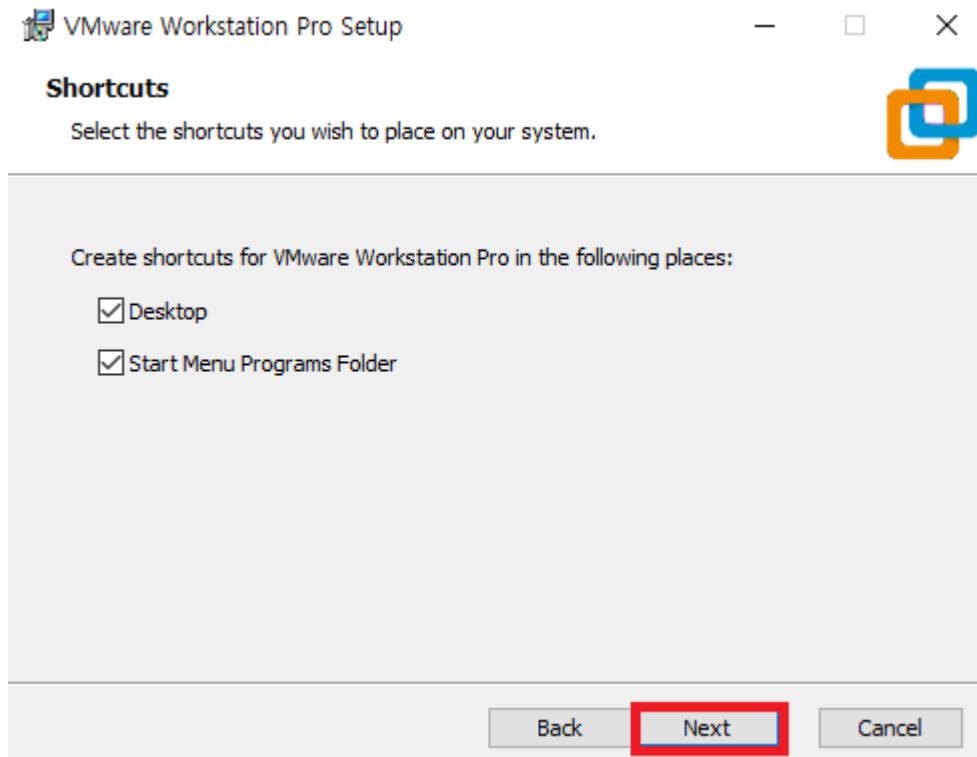 VMware Workstation Pro Setup
Shortcuts
Select the shortcuts you wish to place on your system.
Create shortcuts for VMware Workstation Pro in the following places:
Desktop
Start Menu Programs Folder
Back Next Cancel